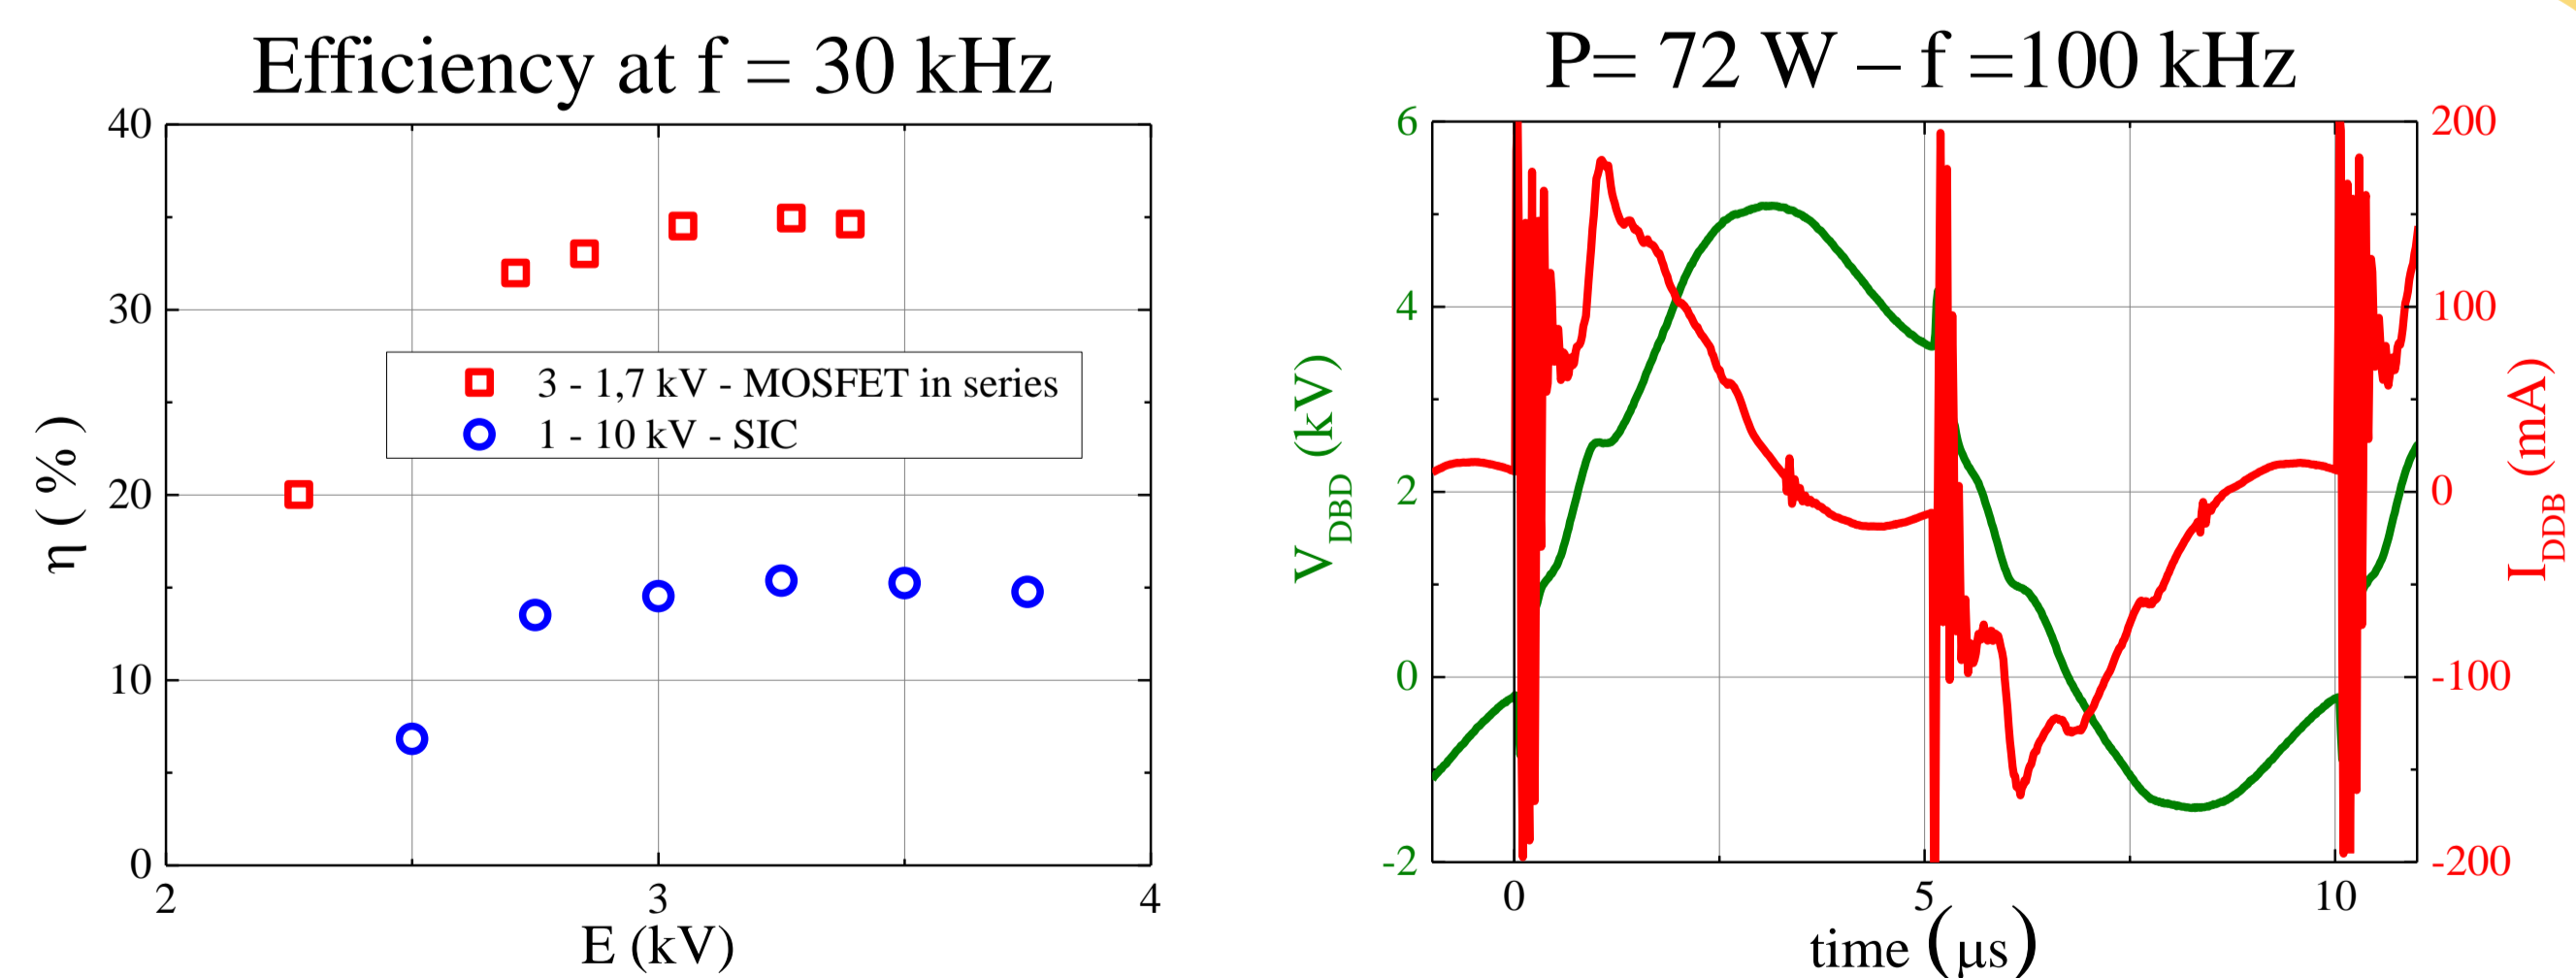 Efficiency at f = 30 kHz
40
30
20
10
0
η ( % )
3 - 1,7 kV - MOSFET in series
1 - 10 kV - SIC
2 3 4
E (kV)
P= 72 W – f =100 kHz
6
4
2
0
-2
V DBD (kV)
200
100
0
-100
-200
I DDB (mA)
0 5 10
time (μs)